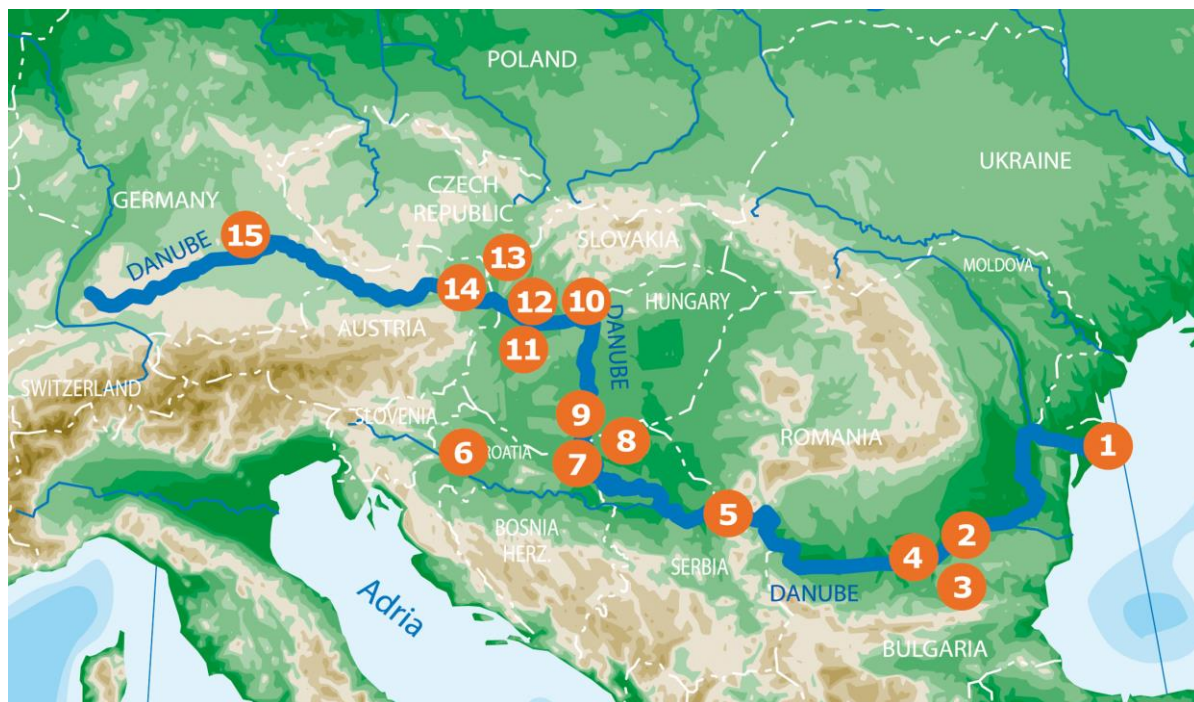 POLAND
UKRAINE
GERMANY
CZECH
REPUBLIC
15
DANUBE
SLOVAKIA
13
MOLDOVA
14
12
10
HUNGARY
DANUBE
AUSTRIA
11
SWITZERLAND
SLOVENIA
9
8
ROMANIA
1
6
ROATIA
7
5
2
BOSNIA
HERZ.
4
SERBIA
3
DANUBE
Adria
BULGARIA